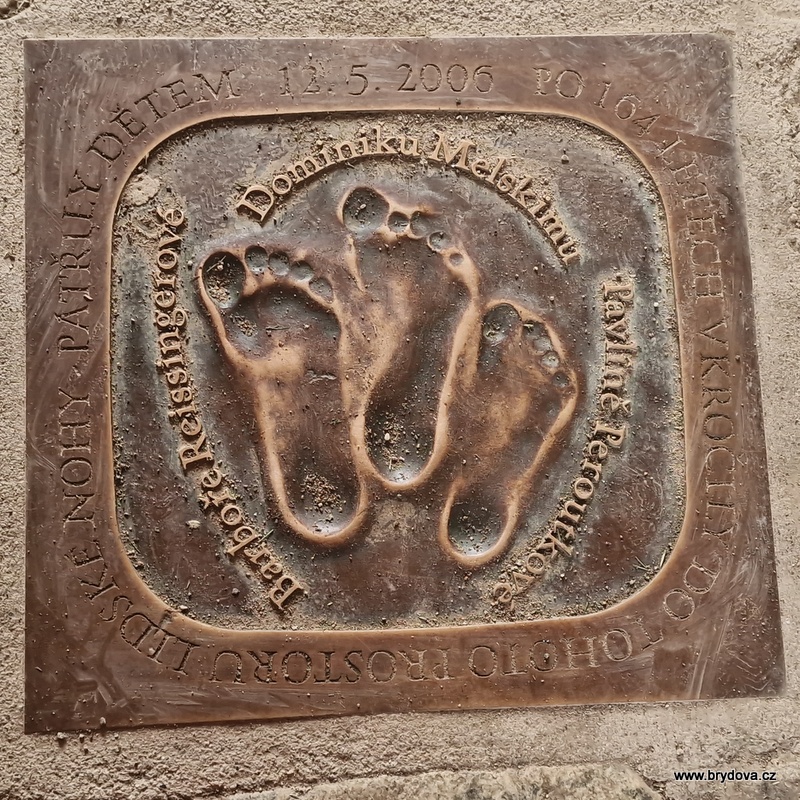 12. 5. 2006 PO 164 LETECH VKROČILY DO TOHOTO PROSTORU LIDSKÉ NOHY · PATŘILY DĚTEM
Barboře Reissingerové
Dominiku Melskimu
Pavlíně Peroutkové
www.brydova.cz